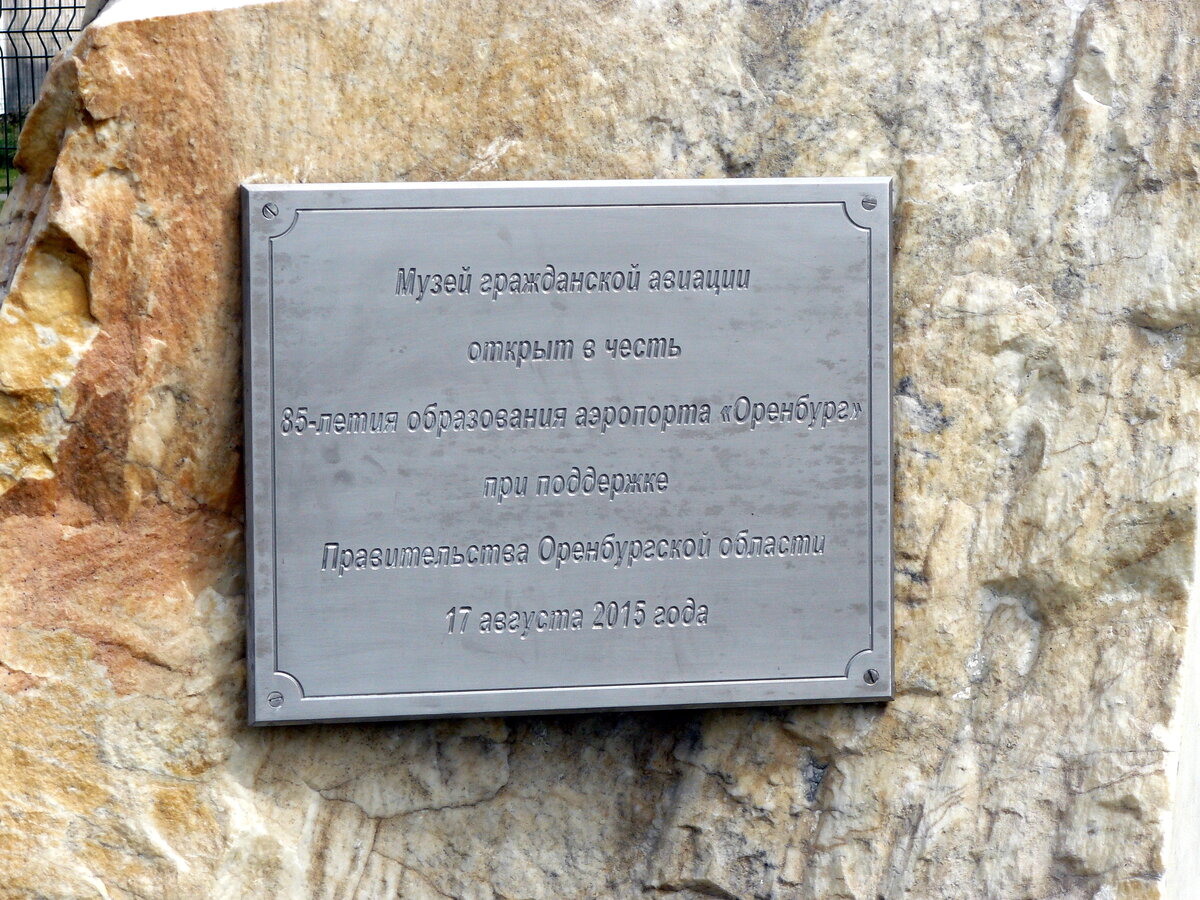 Музей гражданской авиации
открыт в честь
85-летия образования аэропорта «Оренбург»
при поддержке
Правительства Оренбургской области
17 августа 2015 года